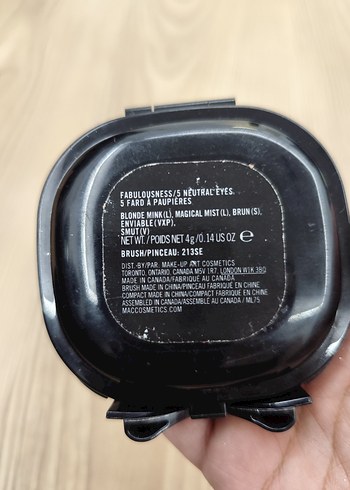 FABULOUSNESS/5 NEUTRAL EYES
5 FARD À PAUPIÈRES
BLONDE MINK(L), MAGICAL MIST(L), BRUN(S),
ENVIABLE(VXP),
SMUT(V)
NET WT./POIDS NET 4g/0.14 US OZ ℮
BRUSH/PINCEAU: 213SE
DIST.BY/PAR. MAKE-UP ART COSMETICS
TORONTO, ONTARIO, CANADA M5V 1R7, LONDON W1K 3BQ
MADE IN CANADA/FABRIQUÉ AU CANADA
BRUSH MADE IN CHINA/PINCEAU FABRIQUÉ EN CHINE
COMPACT MADE IN CHINA/COMPACT FABRIQUÉ EN CHINE
ASSEMBLED IN CANADA/ASSEMBLÉ AU CANADA / ML75
MACCOSMETICS.COM